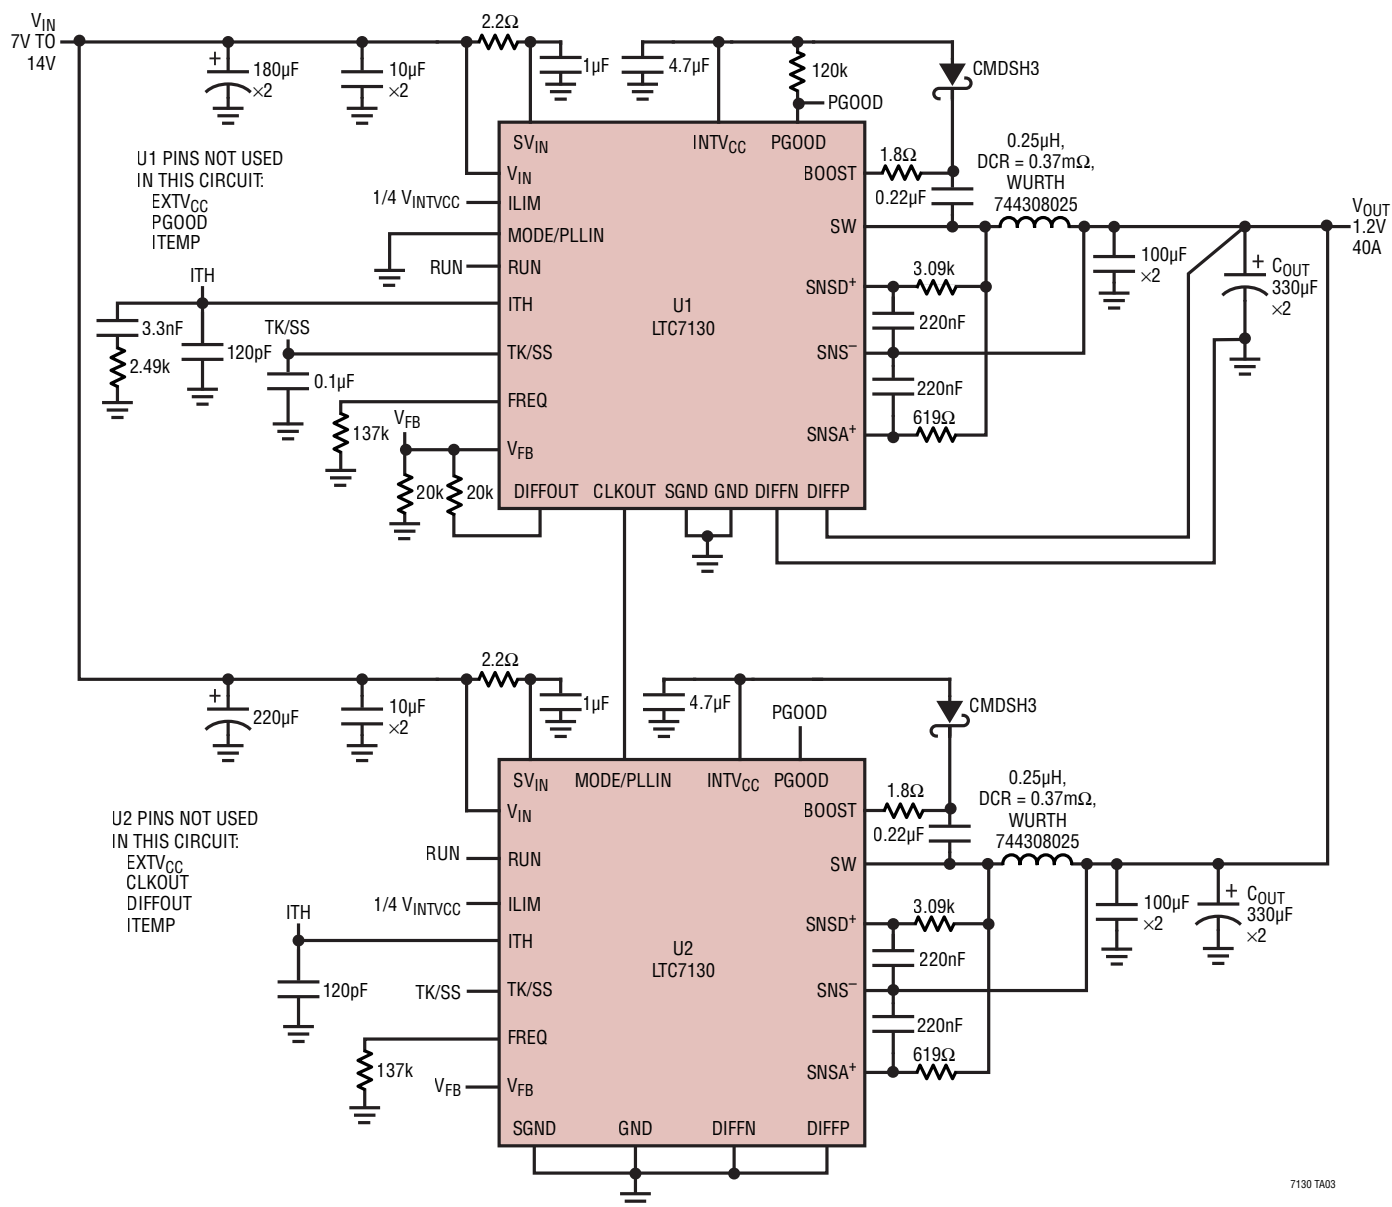 VIN
7V TO
14V
2.2Ω
180µF
×2
10µF
×2
1µF
4.7µF
120k
PGOOD
CMDSH3
U1 PINS NOT USED
IN THIS CIRCUIT:
EXTVCC
PGOOD
ITEMP
SVIN
INTVCC
PGOOD
VIN
1/4 VINTVCC
ILIM
MODE/PLLIN
RUN
RUN
ITH
ITH
3.3nF
2.49k
120pF
TK/SS
TK/SS
0.1µF
FREQ
137k
VFB
VFB
20k
20k
U1
LTC7130
BOOST
1.8Ω
0.22µF
0.25µH,
DCR = 0.37mΩ,
WURTH
744308025
SW
SNSD+
3.09k
220nF
SNS–
220nF
619Ω
SNSA+
DIFFOUT
CLKOUT
SGND
GND
DIFFN
DIFFP
100µF
×2
+
COUT
330µF
×2
VOUT
1.2V
40A
+
+
2.2Ω
220µF
10µF
×2
1µF
4.7µF
PGOOD
CMDSH3
U2 PINS NOT USED
IN THIS CIRCUIT:
EXTVCC
CLKOUT
DIFFOUT
ITEMP
SVIN
MODE/PLLIN
INTVCC
PGOOD
VIN
RUN
RUN
1/4 VINTVCC
ILIM
ITH
ITH
120pF
TK/SS
TK/SS
FREQ
137k
VFB
VFB
U2
LTC7130
BOOST
1.8Ω
0.22µF
0.25µH,
DCR = 0.37mΩ,
WURTH
744308025
SW
SNSD+
3.09k
220nF
SNS–
220nF
619Ω
SNSA+
100µF
×2
+
COUT
330µF
×2
SGND
GND
DIFFN
DIFFP
7130 TA03